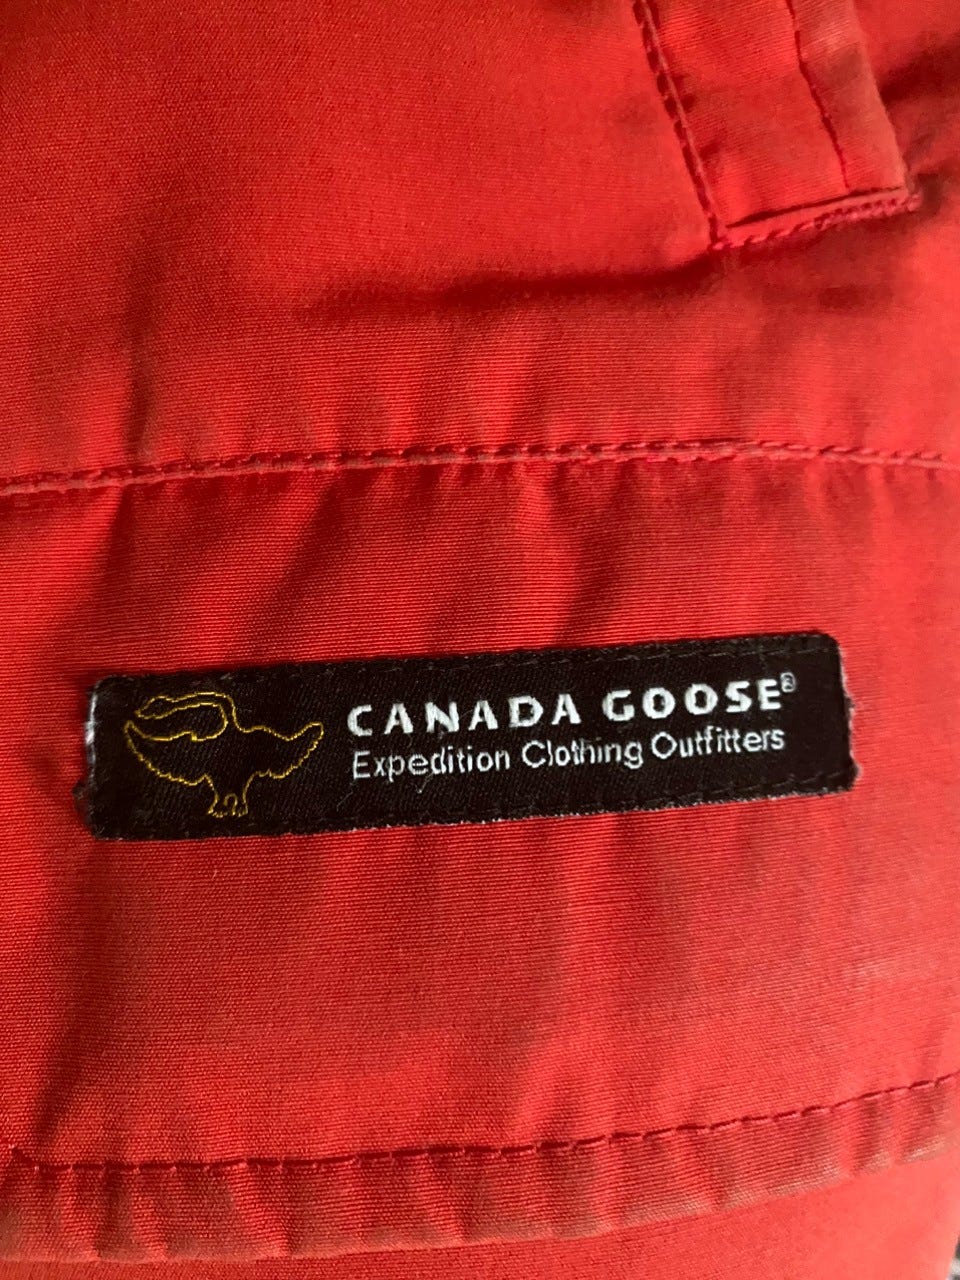 CANADA GOOSE®
Expedition Clothing Outfitters